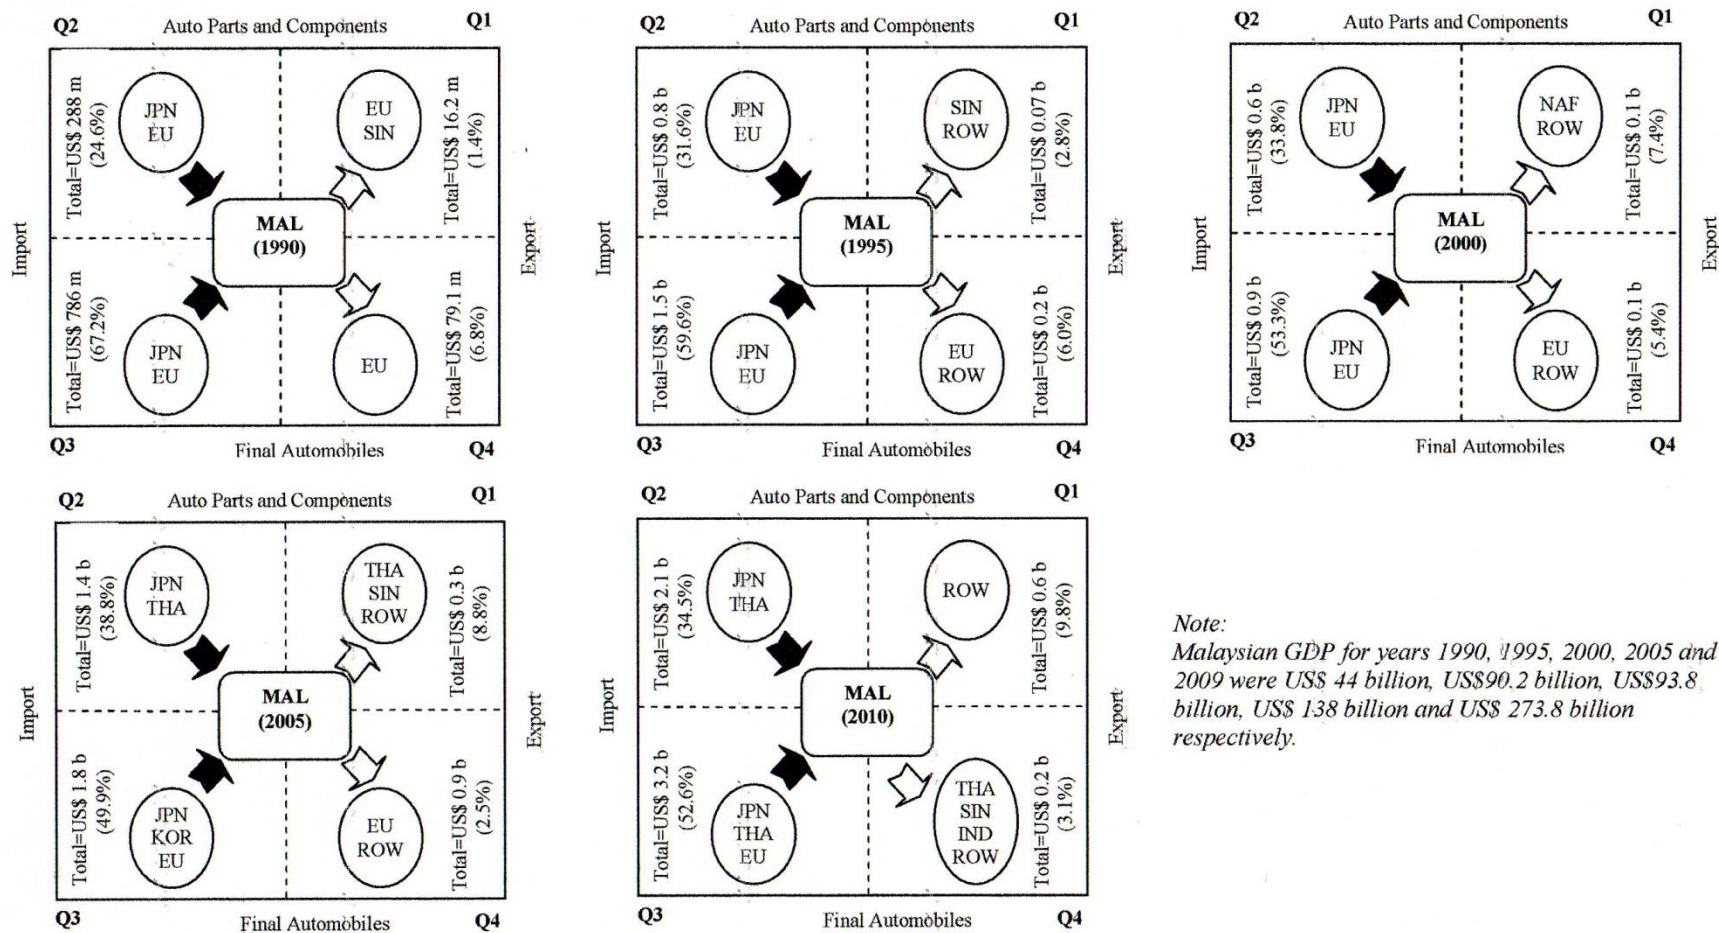 Q2 Auto Parts and Components Q1
Total=US$ 288 m
(24.6%)
JPN
EU
EU
SIN
Total=US$ 16.2 m
(1.4%)
Import
MAL
(1990)
Export
Total=US$ 786 m
(67.2%)
JPN
EU
EU
Total=US$ 79.1 m
(6.8%)
Q3 Final Automobiles Q4
Q2 Auto Parts and Components Q1
Total=US$ 0.8 b
(31.6%)
JPN
EU
SIN
ROW
Total=US$ 0.07 b
(2.8%)
Import
MAL
(1995)
Export
Total=US$ 1.5 b
(59.6%)
JPN
EU
EU
ROW
Total=US$ 0.2 b
(6.0%)
Q3 Final Automobiles Q4
Q2 Auto Parts and Components Q1
Total=US$ 0.6 b
(33.8%)
JPN
EU
NAF
ROW
Total=US$ 0.1 b
(7.4%)
Import
MAL
(2000)
Export
Total=US$ 0.9 b
(53.3%)
JPN
EU
EU
ROW
Total=US$ 0.1 b
(5.4%)
Q3 Final Automobiles Q4
Q2 Auto Parts and Components Q1
Total=US$ 1.4 b
(38.8%)
JPN
THA
THA
SIN
ROW
Total=US$ 0.3 b
(8.8%)
Import
MAL
(2005)
Export
Total=US$ 1.8 b
(49.9%)
JPN
KOR
EU
EU
ROW
Total=US$ 0.9 b
(2.5%)
Q3 Final Automobiles Q4
Q2 Auto Parts and Components Q1
Total=US$ 2.1 b
(34.5%)
JPN
THA
ROW
Total=US$ 0.6 b
(9.8%)
Import
MAL
(2010)
Export
Total=US$ 3.2 b
(52.6%)
JPN
THA
EU
THA
SIN
IND
ROW
Total=US$ 0.2 b
(3.1%)
Q3 Final Automobiles Q4
Note:
Malaysian GDP for years 1990, 1995, 2000, 2005 and
2009 were US$ 44 billion, US$90.2 billion, US$93.8
billion, US$ 138 billion and US$ 273.8 billion
respectively.